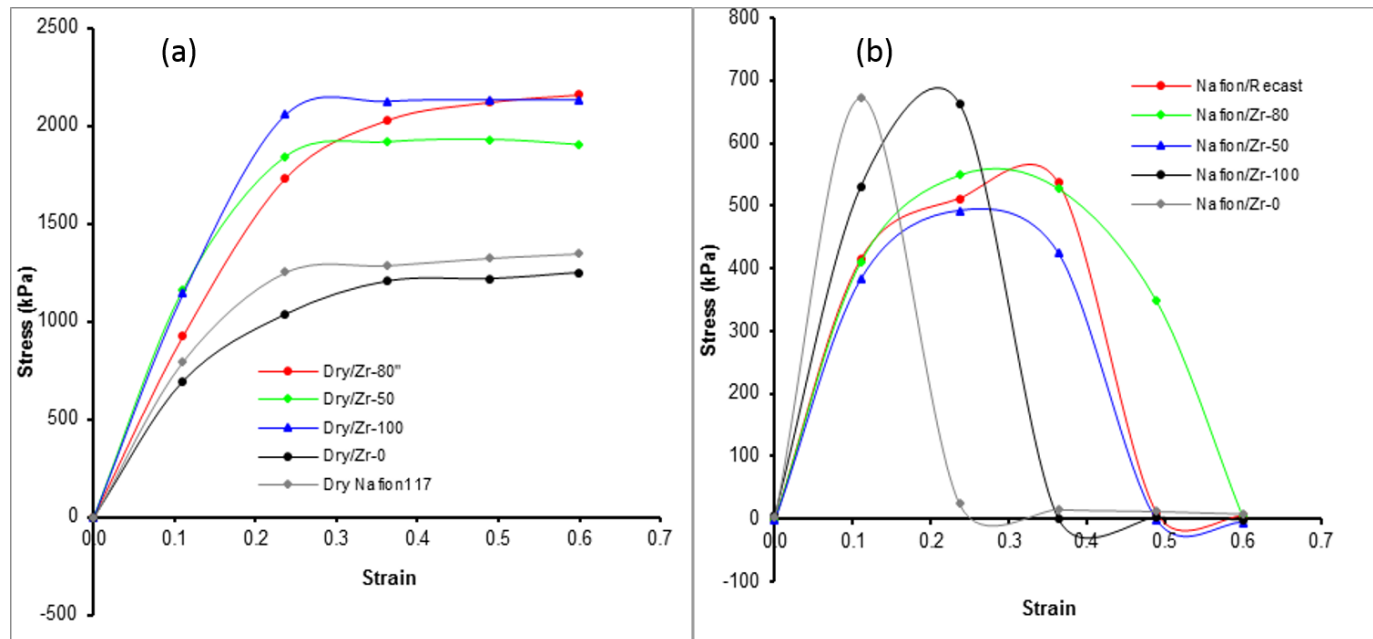 (a)
2500
2000
1500
1000
500
0
-500
0.0
0.1
0.2
0.3
0.4
0.5
0.6
0.7
Stress (kPa)
Strain
Dry/Zr-80"
Dry/Zr-50
Dry/Zr-100
Dry/Zr-0
Dry Nafion117
(b)
800
700
600
500
400
300
200
100
0
-100
0.0
0.1
0.2
0.3
0.4
0.5
0.6
0.7
Stress (kPa)
Strain
Nafion/Recast
Nafion/Zr-80
Nafion/Zr-50
Nafion/Zr-100
Nafion/Zr-0